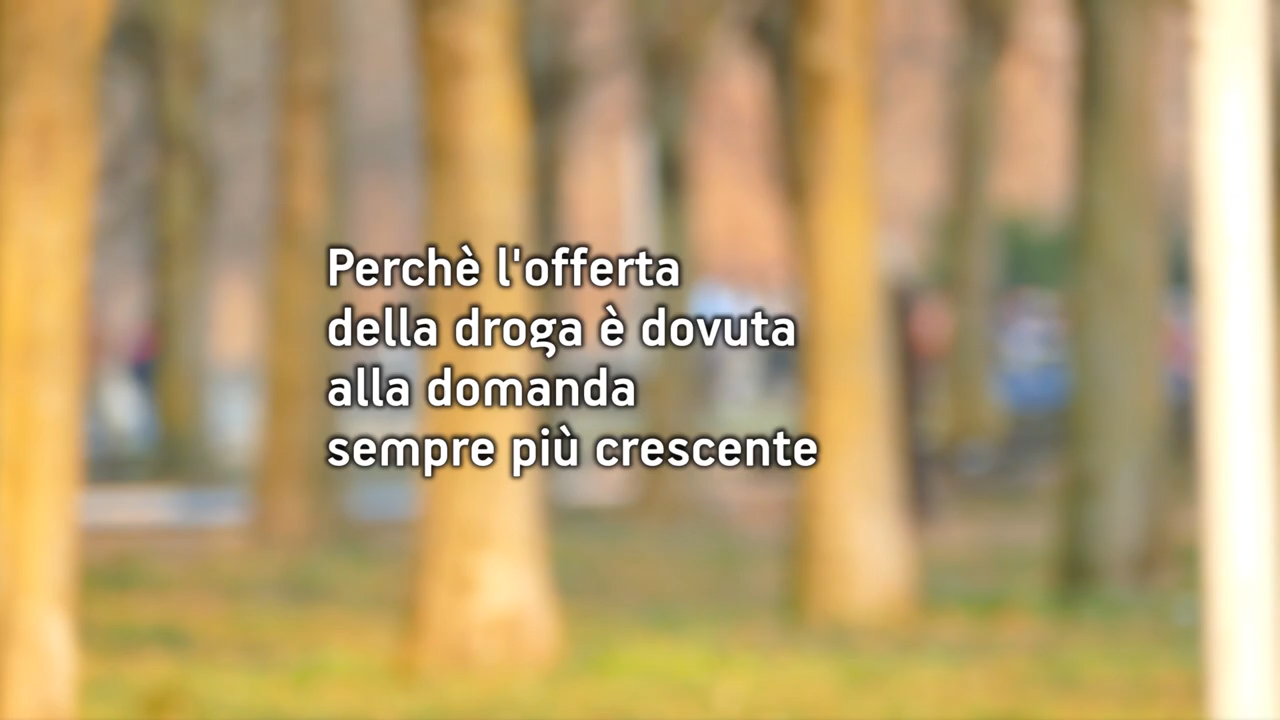 Perchè l'offerta
della droga è dovuta
alla domanda
sempre più crescente